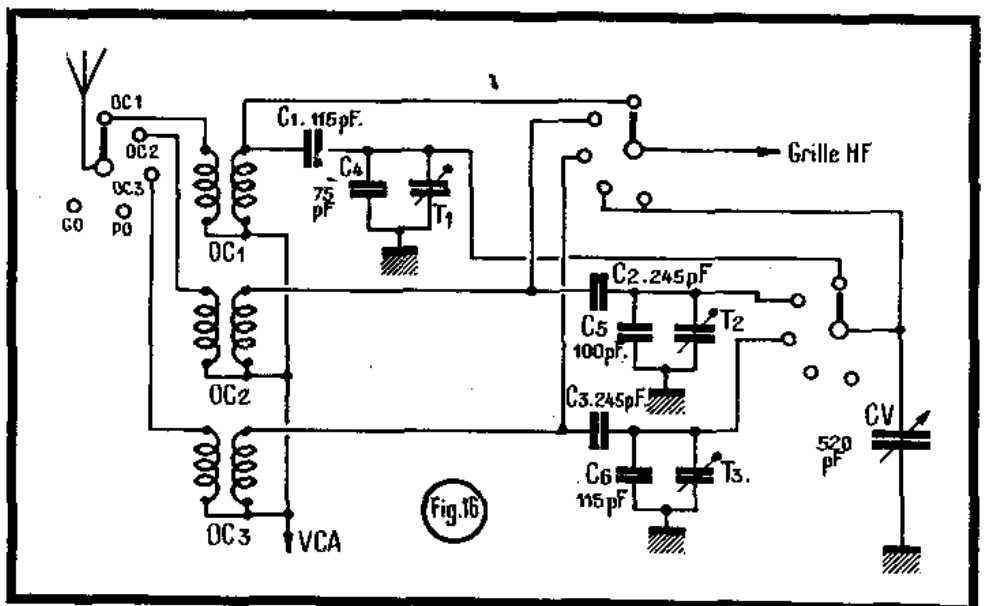 OC1
OC2
OC3
GO
PO
C1.115pF.
C4
75
pF
T1
Grille HF
OC1
C2.245pF
C5
100pF.
T2
OC2
C3.245pF.
C6
115pF
T3.
CV
520
pF
OC3
VCA
Fig.16